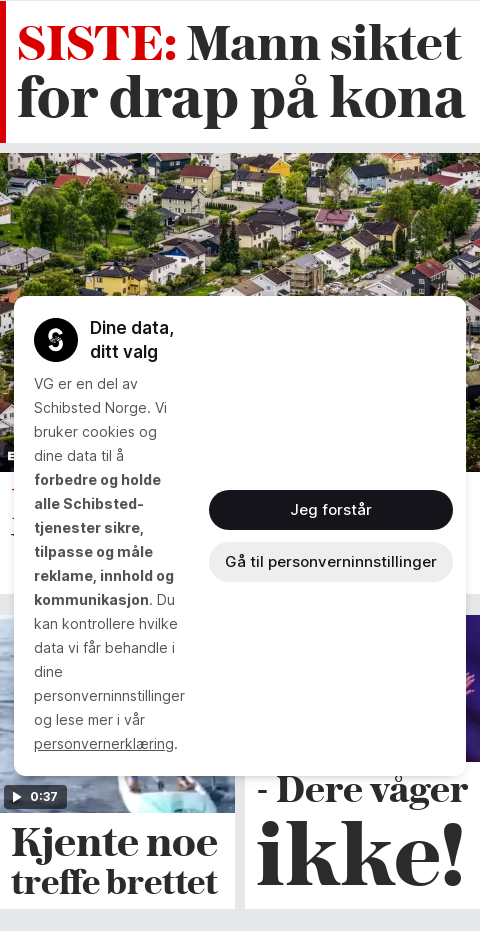 SISTE: Mann siktet
for drap på kona
Dine data,
ditt valg
VG er en del av
Schibsted Norge. Vi
bruker cookies og
dine data til å
forbedre og holde
alle Schibsted-
tjenester sikre,
tilpasse og måle
reklame, innhold og
kommunikasjon. Du
kan kontrollere hvilke
data vi får behandle i
dine
personverninnstillinger
og lese mer i vår
personvernerklæring.
Jeg forstår
Gå til personverninnstillinger
0:37
Kjente noe
treffe brettet
- Dere våger
ikke!